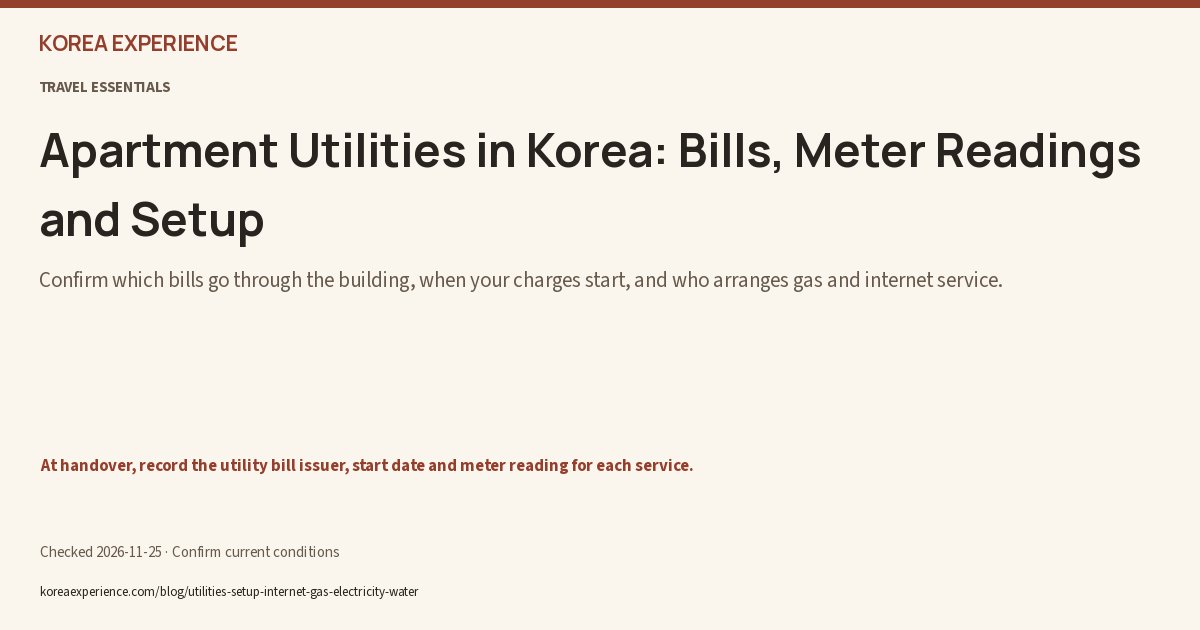 KOREA EXPERIENCE
TRAVEL ESSENTIALS
Apartment Utilities in Korea: Bills, Meter Readings
and Setup
Confirm which bills go through the building, when your charges start, and who arranges gas and internet service.
At handover, record the utility bill issuer, start date and meter reading for each service.
Checked 2026-11-25 · Confirm current conditions
koreaexperience.com/blog/utilities-setup-internet-gas-electricity-water